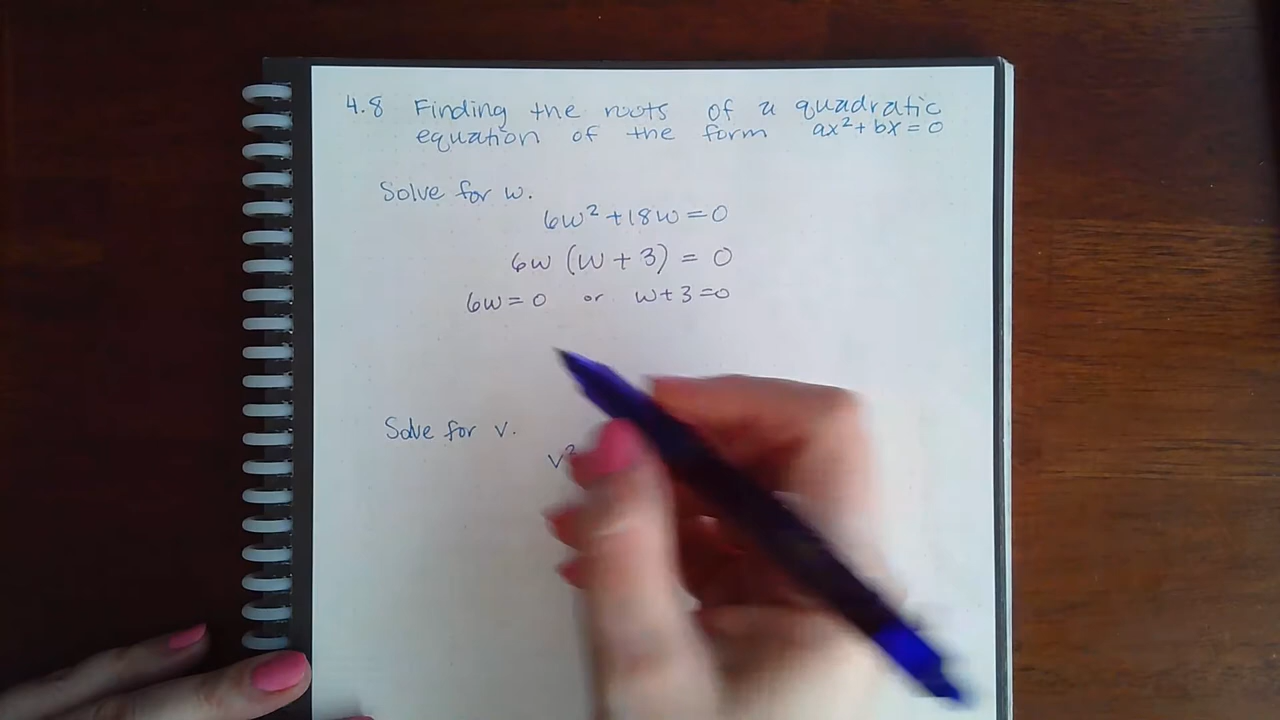 4.8 Finding the roots of a quadratic
equation of the form ax²+bx=0
Solve for w.
6w²+18w=0
6w (w+3) = 0
6w=0 or w+3=0
Solve for v.
v²